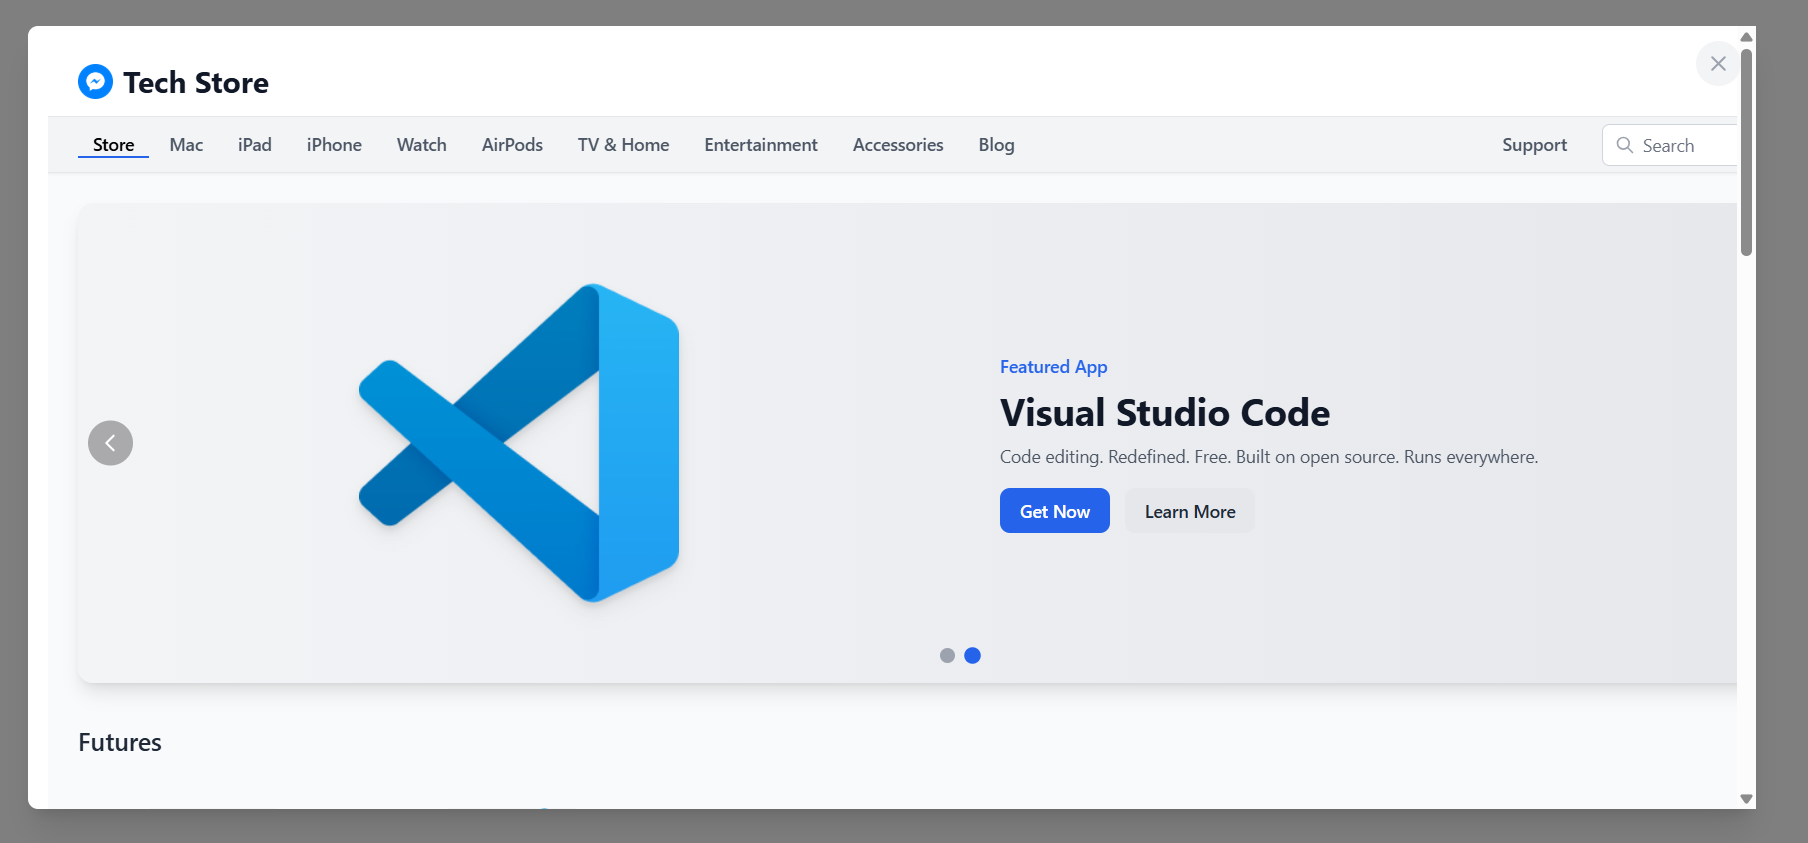 Tech Store
Store Mac iPad iPhone Watch AirPods TV & Home Entertainment Accessories Blog Support Search
Featured App
Visual Studio Code
Code editing. Redefined. Free. Built on open source. Runs everywhere.
Get Now Learn More
Futures